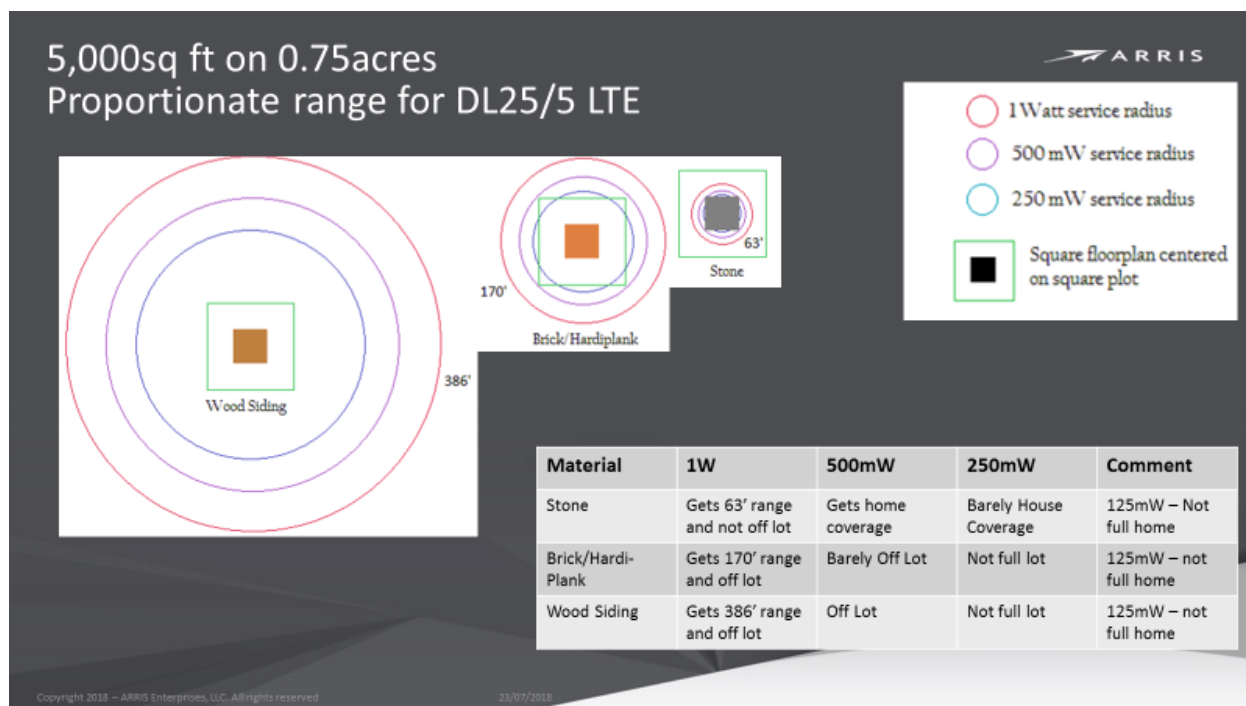 5,000sq ft on 0.75acres
Proportionate range for DL25/5 LTE
ARRIS
1 Watt service radius
500 mW service radius
250 mW service radius
Square floorplan centered
on square plot
386'
Wood Siding
170'
Brick/Hardiplank
63'
Stone
Material 1W 500mW 250mW Comment
Stone Gets 63' range Gets home Barely House 125mW – Not
and not off lot coverage Coverage full home
Brick/Hardi- Gets 170' range Barely Off Lot Not full lot 125mW – not
Plank and off lot full home
Wood Siding Gets 386' range Off Lot Not full lot 125mW – not
and off lot full home
Copyright 2018 – ARRIS Enterprises, LLC. All rights reserved 23/07/2018